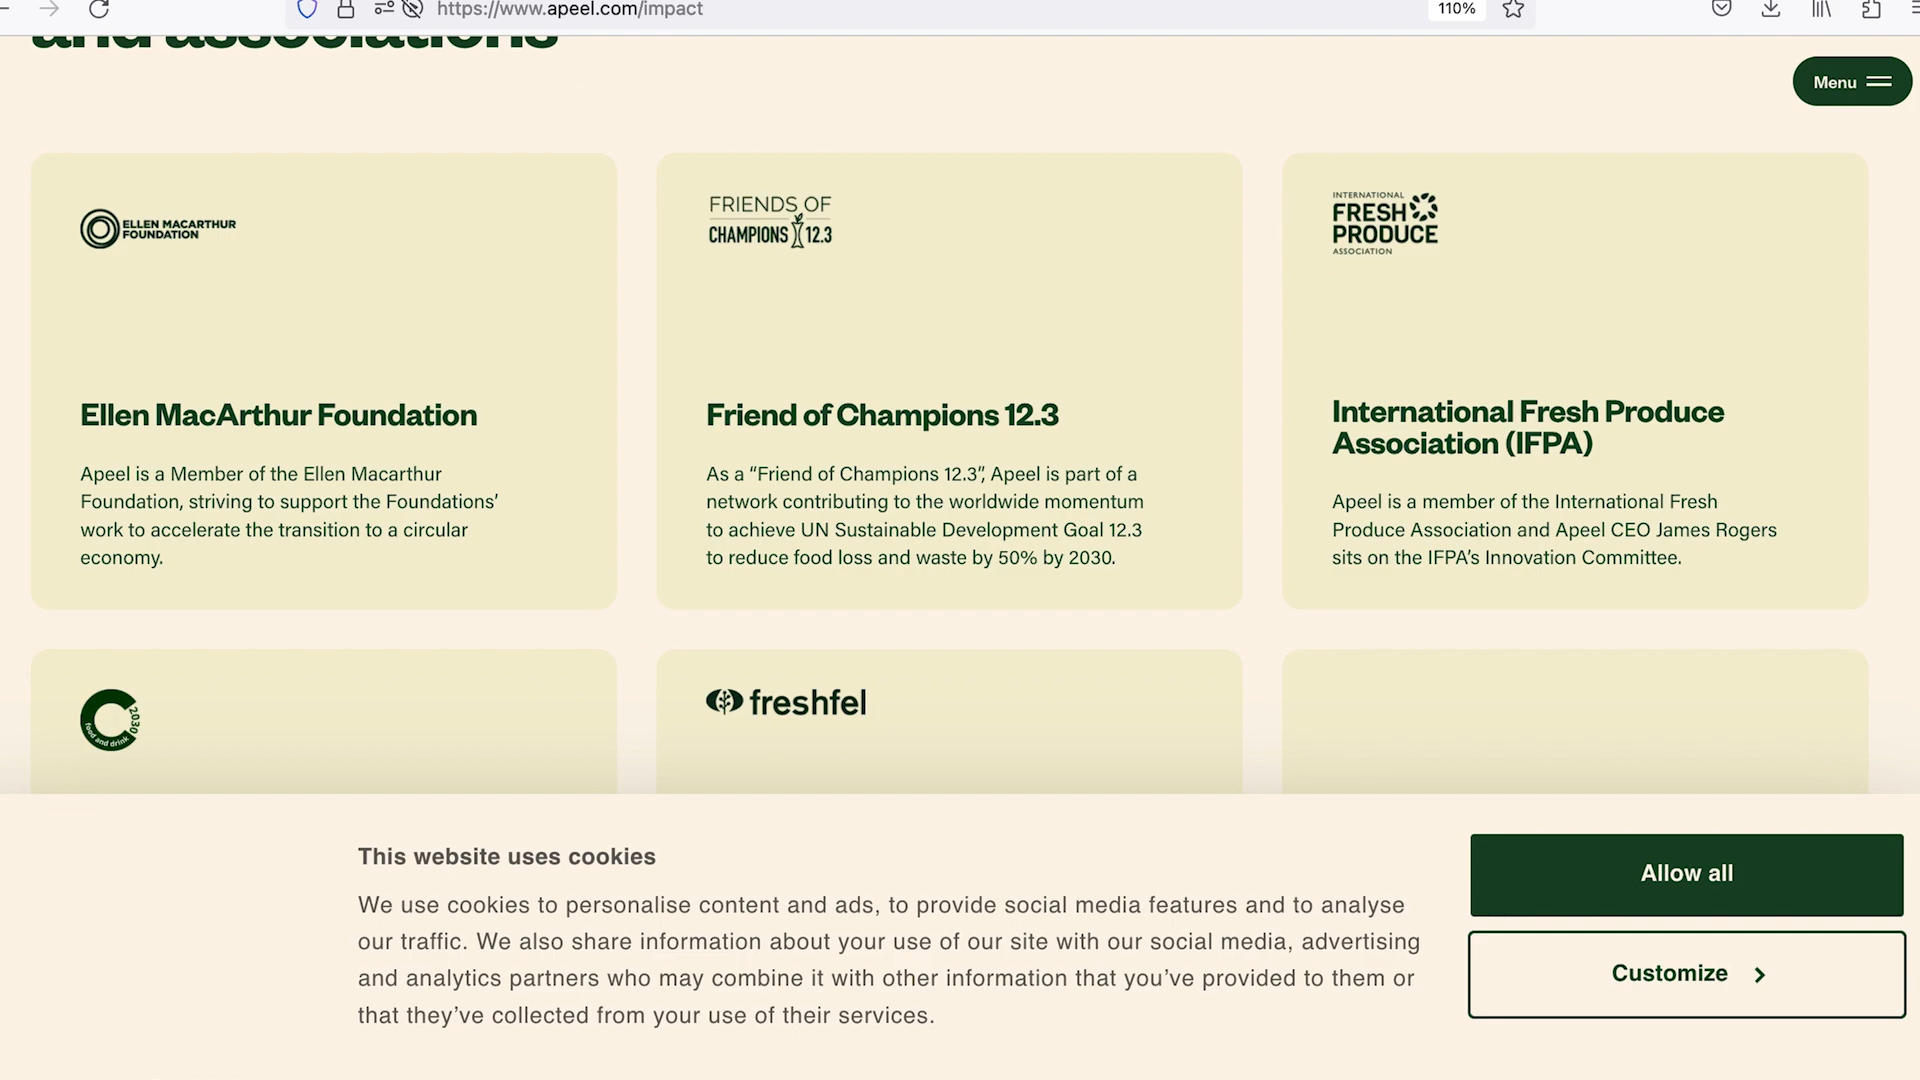 https://www.apeel.com/impact
110%
and associations
Menu
ELLEN MACARTHUR
FOUNDATION
Ellen MacArthur Foundation
Apeel is a Member of the Ellen Macarthur
Foundation, striving to support the Foundations’
work to accelerate the transition to a circular
economy.
FRIENDS OF
CHAMPIONS 12.3
Friend of Champions 12.3
As a “Friend of Champions 12.3”, Apeel is part of a
network contributing to the worldwide momentum
to achieve UN Sustainable Development Goal 12.3
to reduce food loss and waste by 50% by 2030.
INTERNATIONAL
FRESH
PRODUCE
ASSOCIATION
International Fresh Produce
Association (IFPA)
Apeel is a member of the International Fresh
Produce Association and Apeel CEO James Rogers
sits on the IFPA’s Innovation Committee.
food and drink 2030
freshfel
This website uses cookies
We use cookies to personalise content and ads, to provide social media features and to analyse
our traffic. We also share information about your use of our site with our social media, advertising
and analytics partners who may combine it with other information that you’ve provided to them or
that they’ve collected from your use of their services.
Allow all
Customize